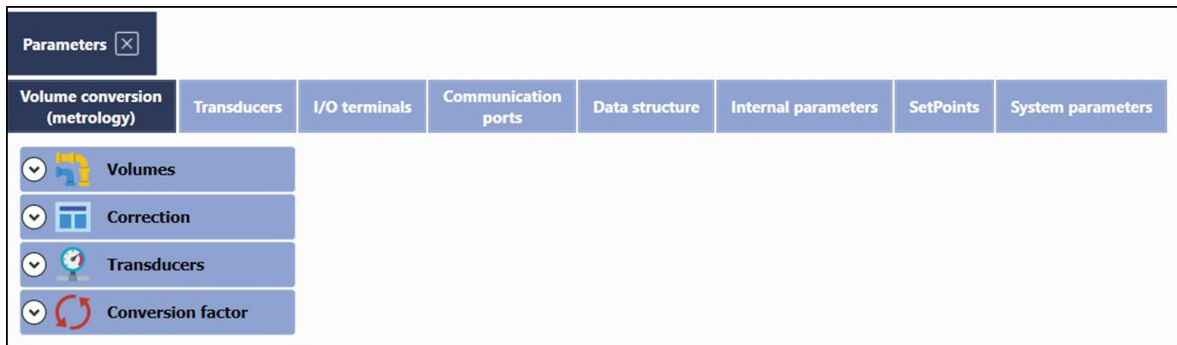 Parameters
Volume conversion
(metrology)
Transducers
I/O terminals
Communication
ports
Data structure
Internal parameters
SetPoints
System parameters
Volumes
Correction
Transducers
Conversion factor